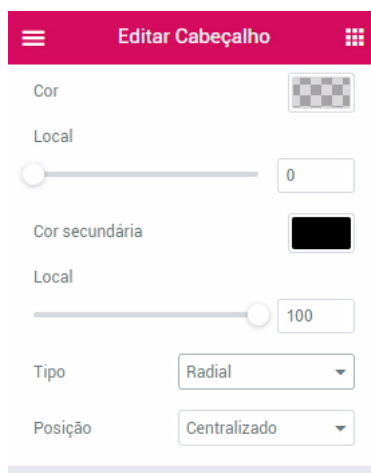 Editar Cabeçalho
Cor
Local
0
Cor secundária
Local
100
Tipo Radial
Posição Centralizado